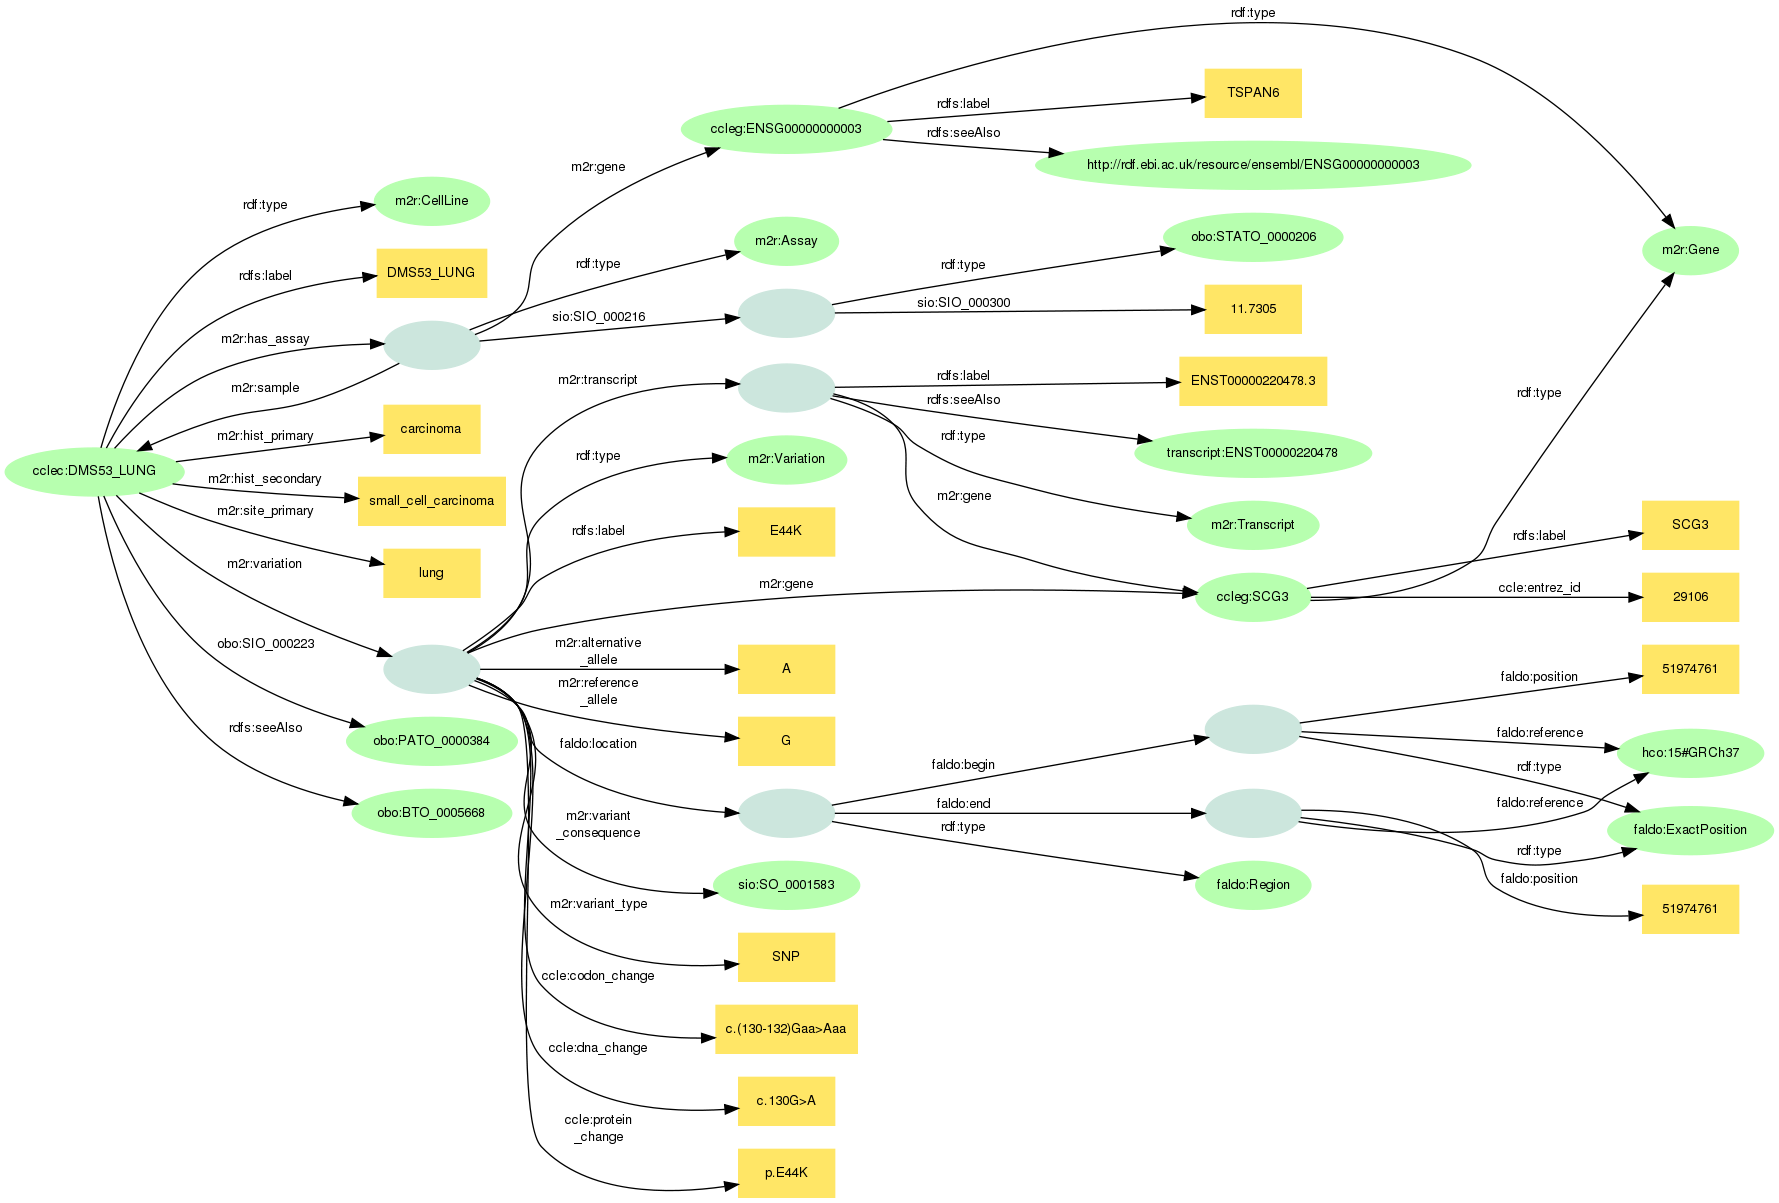 rdf:type
TSPAN6
rdfs:label
ccleg:ENSG00000000003
rdfs:seeAlso
http://rdf.ebi.ac.uk/resource/ensembl/ENSG00000000003
m2r:gene
rdf:type
m2r:CellLine
m2r:Assay
obo:STATO_0000206
m2r:Gene
rdf:type
rdf:type
rdfs:label
DMS53_LUNG
sio:SIO_000216
sio:SIO_000300
11.7305
m2r:has_assay
m2r:sample
m2r:transcript
rdfs:label
ENST00000220478.3
rdfs:seeAlso
rdf:type
m2r:hist_primary
carcinoma
rdf:type
m2r:Variation
rdf:type
transcript:ENST00000220478
cclec:DMS53_LUNG
m2r:hist_secondary
small_cell_carcinoma
m2r:site_primary
m2r:gene
rdfs:label
E44K
m2r:Transcript
SCG3
rdfs:label
m2r:variation
lung
m2r:gene
ccleg:SCG3
ccle:entrez_id
29106
obo:SIO_000223
m2r:alternative
_allele
A
faldo:position
51974761
m2r:reference
_allele
rdfs:seeAlso
obo:PATO_0000384
G
faldo:location
faldo:begin
faldo:reference
hco:15#GRCh37
rdf:type
obo:BTO_0005668
m2r:variant
_consequence
faldo:end
rdf:type
faldo:reference
faldo:ExactPosition
rdf:type
faldo:position
sio:SO_0001583
faldo:Region
51974761
m2r:variant_type
SNP
ccle:codon_change
c.(130-132)Gaa>Aaa
ccle:dna_change
c.130G>A
ccle:protein
_change
p.E44K